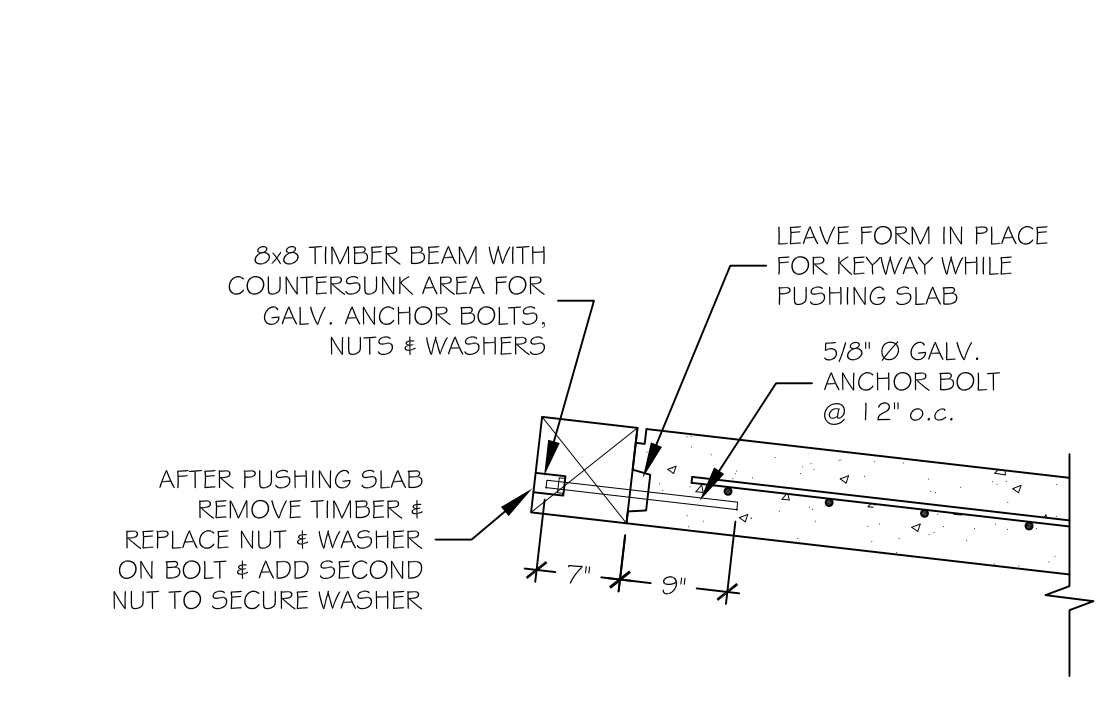 8x8 TIMBER BEAM WITH
COUNTERSUNK AREA FOR
GALV. ANCHOR BOLTS,
NUTS & WASHERS
LEAVE FORM IN PLACE
FOR KEYWAY WHILE
PUSHING SLAB
5/8" Ø GALV.
ANCHOR BOLT
@ 12" o.c.
AFTER PUSHING SLAB
REMOVE TIMBER &
REPLACE NUT & WASHER
ON BOLT & ADD SECOND
NUT TO SECURE WASHER
7"
9"